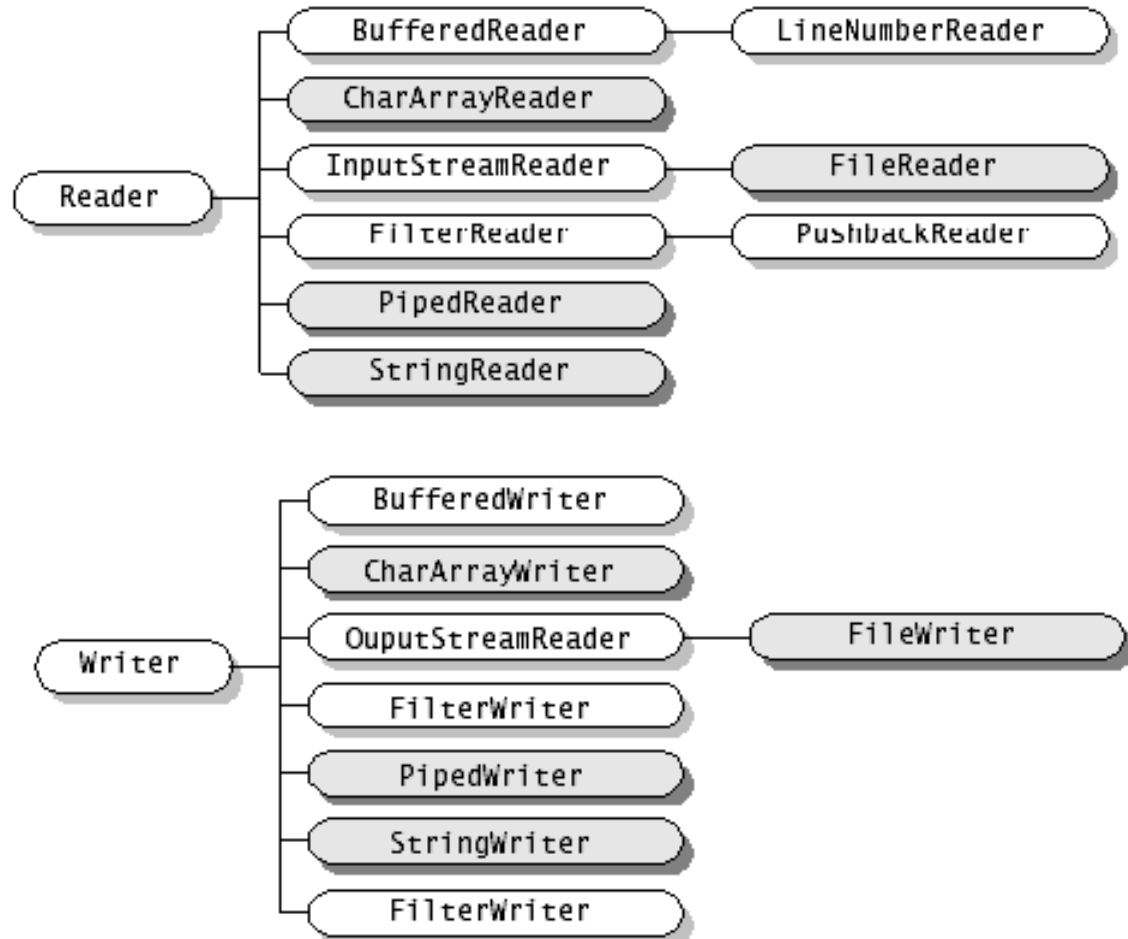 BufferedReader LineNumberReader
CharArrayReader
InputStreamReader FileReader
Reader
FilterReader PushbackReader
PipedReader
StringReader
BufferedWriter
CharArrayWriter
OuputStreamReader FileWriter
Writer
FilterWriter
PipedWriter
StringWriter
FilterWriter